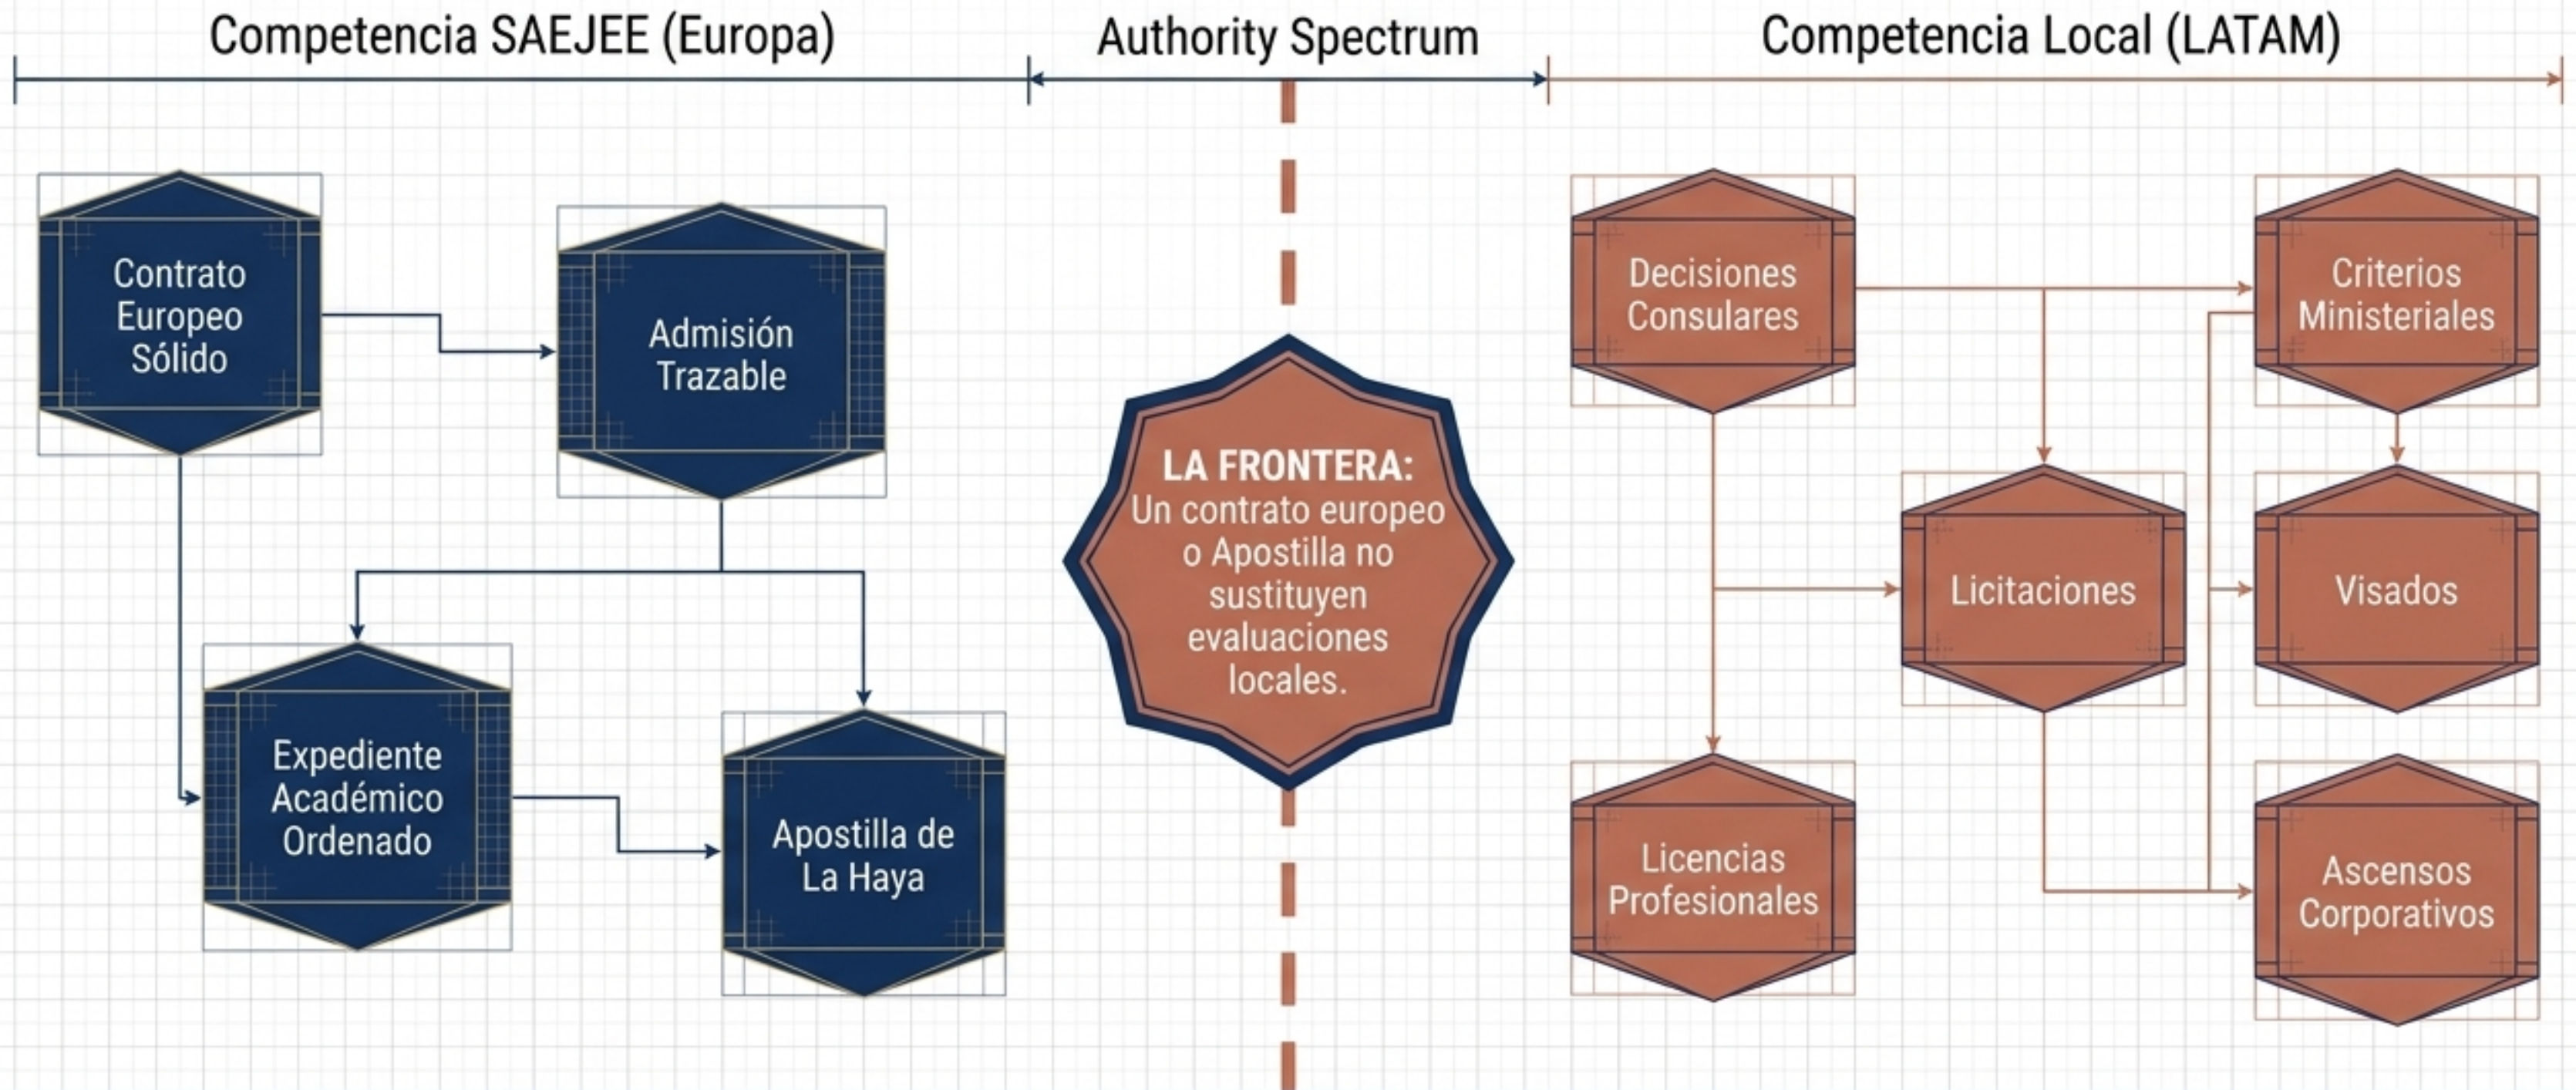 Competencia SAEJEE (Europa)
Authority Spectrum
Competencia Local (LATAM)
Contrato
Europeo
Sólido
Admisión
Trazable
Expediente
Académico
Ordenado
Apostilla de
La Haya
LA FRONTERA:
Un contrato europeo
o Apostilla no
sustituyen
evaluaciones
locales.
Decisiones
Consulares
Criterios
Ministeriales
Licitaciones
Visados
Licencias
Profesionales
Ascensos
Corporativos